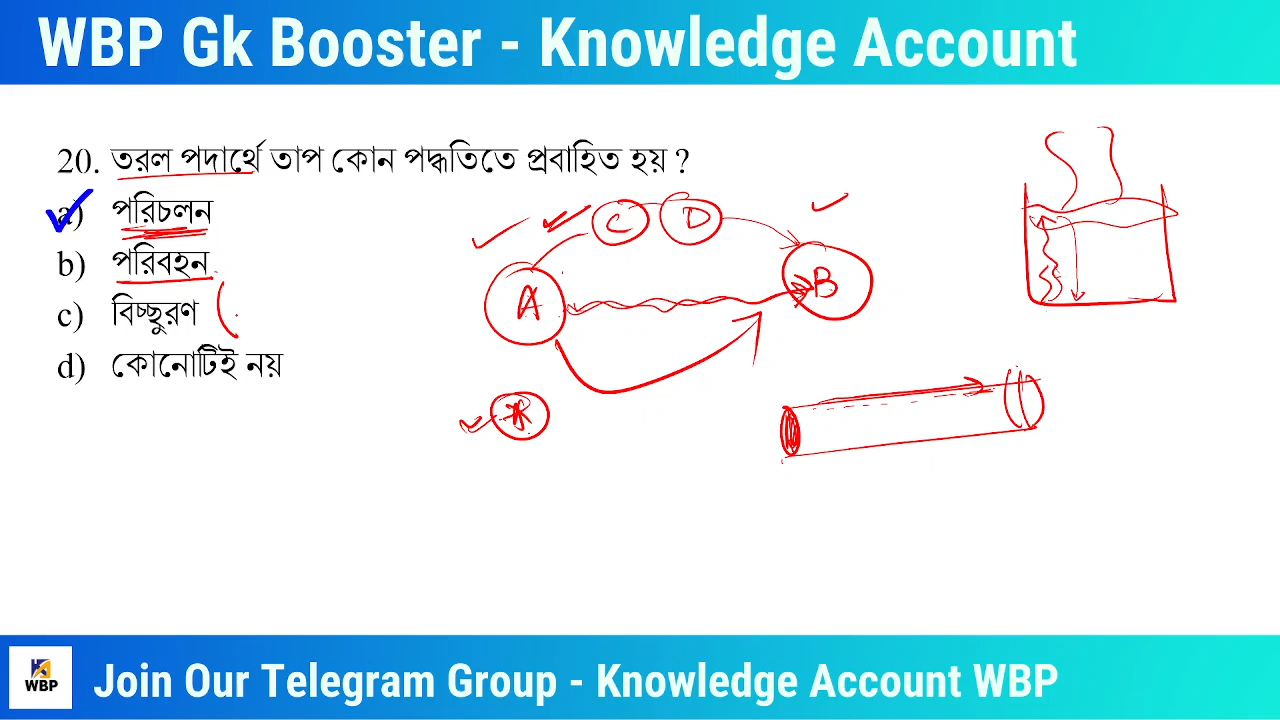 WBP Gk Booster - Knowledge Account
20. তরল পদার্থে তাপ কোন পদ্ধতিতে প্রবাহিত হয় ?
a) পরিচলন
b) পরিবহন
c) বিচ্ছুরণ
d) কোনোটিই নয়
C D
A B
WBP
Join Our Telegram Group - Knowledge Account WBP